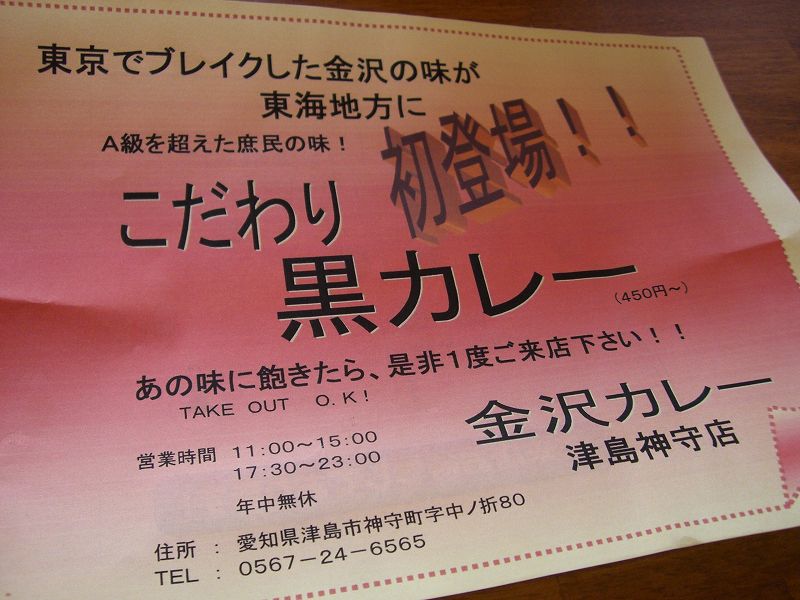 東京でブレイクした金沢の味が
東海地方に
A級を超えた庶民の味!
初登場!!
こだわり
黒カレー
(450円~)
あの味に飽きたら、是非1度ご来店下さい!!
TAKE OUT O.K!
金沢カレー
津島神守店
営業時間 11:00~15:00
17:30~23:00
年中無休
住所 : 愛知県津島市神守町字中ノ折80
TEL : 0567-24-6565